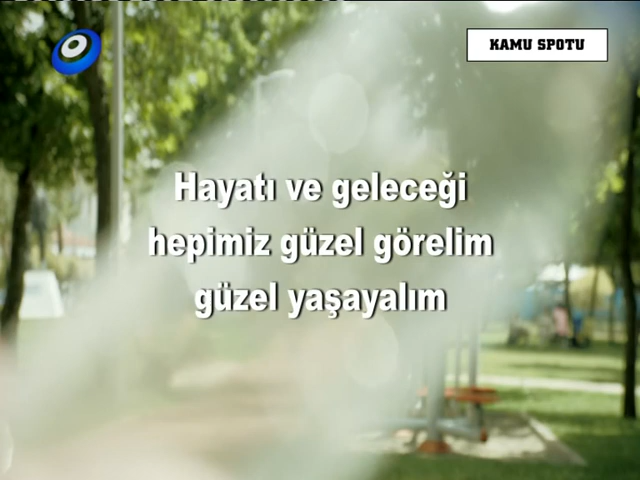 KAMU SPOTU
Hayatı ve geleceği
hepimiz güzel görelim
güzel yaşayalım